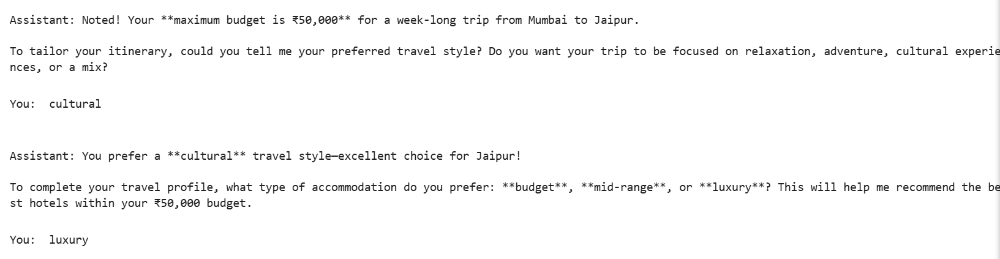 Assistant: Noted! Your **maximum budget is ₹50,000** for a week-long trip from Mumbai to Jaipur.
To tailor your itinerary, could you tell me your preferred travel style? Do you want your trip to be focused on relaxation, adventure, cultural experie
nces, or a mix?
You:  cultural
Assistant: You prefer a **cultural** travel style—excellent choice for Jaipur!
To complete your travel profile, what type of accommodation do you prefer: **budget**, **mid-range**, or **luxury**? This will help me recommend the be
st hotels within your ₹50,000 budget.
You:  luxury